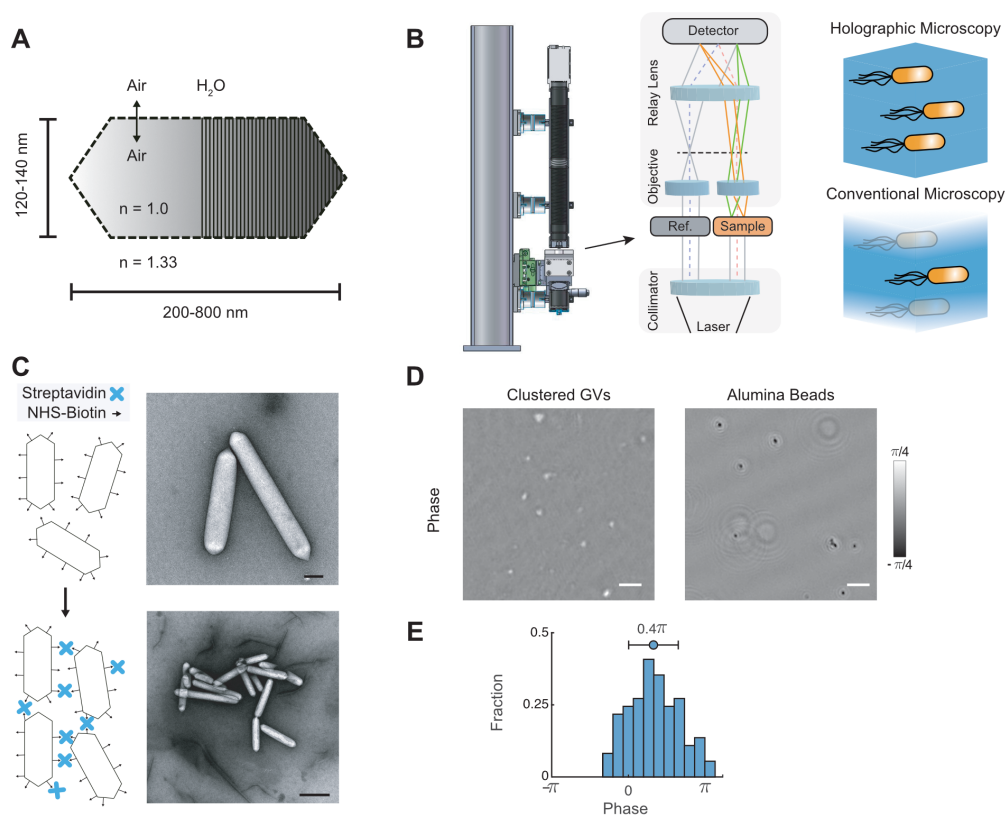 A
Air
H₂O
Air
n = 1.0
n = 1.33
120-140 nm
200-800 nm
B
Detector
Relay Lens
Objective
Ref.
Sample
Collimator
Laser
Holographic Microscopy
Conventional Microscopy
C
Streptavidin
NHS-Biotin
D
Clustered GVs
Alumina Beads
Phase
π/4
- π/4
E
0.4π
0.5
0.25
0
Fraction
-π
0
π
Phase